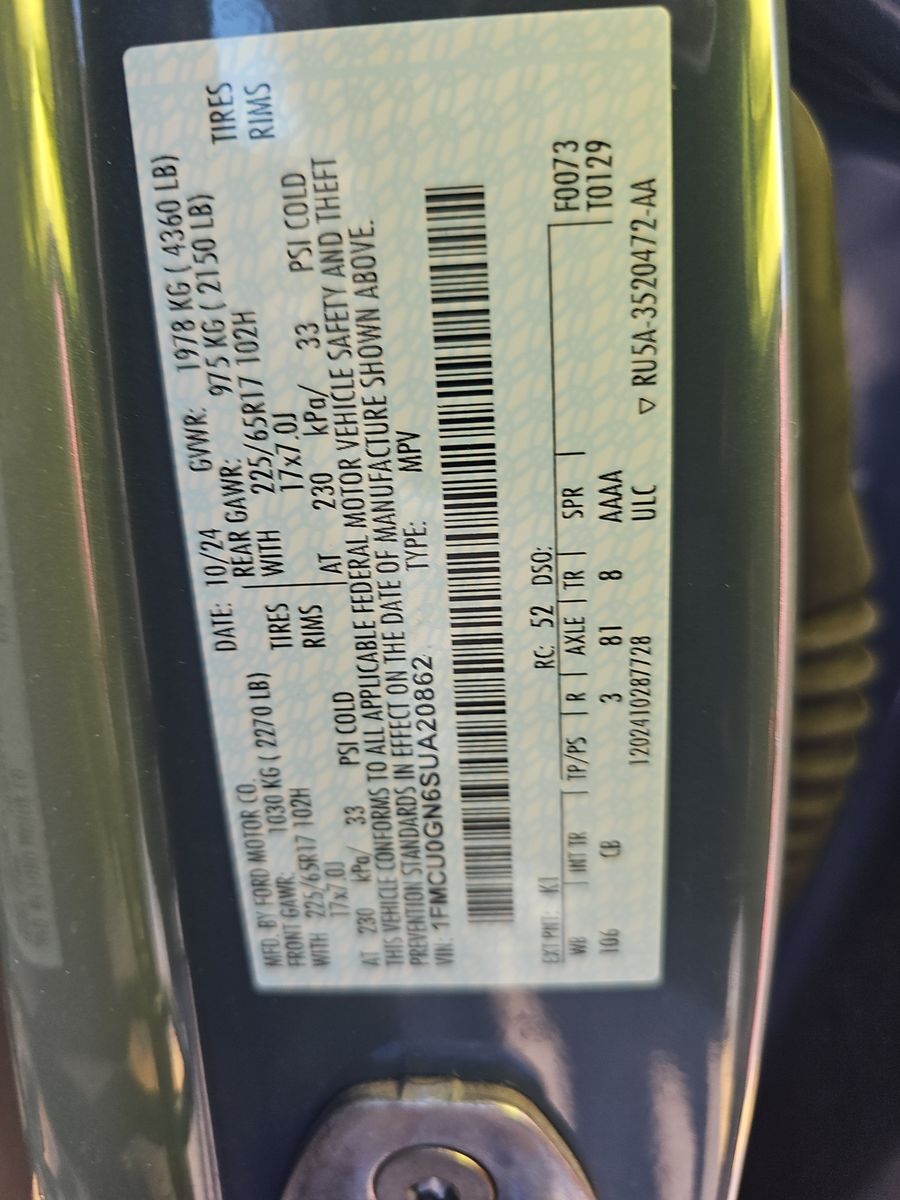 MFD. BY FORD MOTOR CO. DATE: 10/24 GVWR: 1978 KG ( 4360 LB)
FRONT GAWR: 1030 KG ( 2270 LB) REAR GAWR: 975 KG ( 2150 LB)
WITH 225/65R17 102H TIRES WITH 225/65R17 102H TIRES
17x7.0J RIMS 17x7.0J RIMS
AT 230 kPa/ 33 PSI COLD AT 230 kPa/ 33 PSI COLD
THIS VEHICLE CONFORMS TO ALL APPLICABLE FEDERAL MOTOR VEHICLE SAFETY AND THEFT
PREVENTION STANDARDS IN EFFECT ON THE DATE OF MANUFACTURE SHOWN ABOVE.
VIN: 1FMCU0GN6SUA20862 TYPE: MPV
EXT PNT: K1 RC: 52 DSO: F0073
WB INT TR TP/PS R AXLE TR SPR T0129
106 CB 3 81 8 AAAA
120241028​7728 ULC ▽ RU5A-3520472-AA